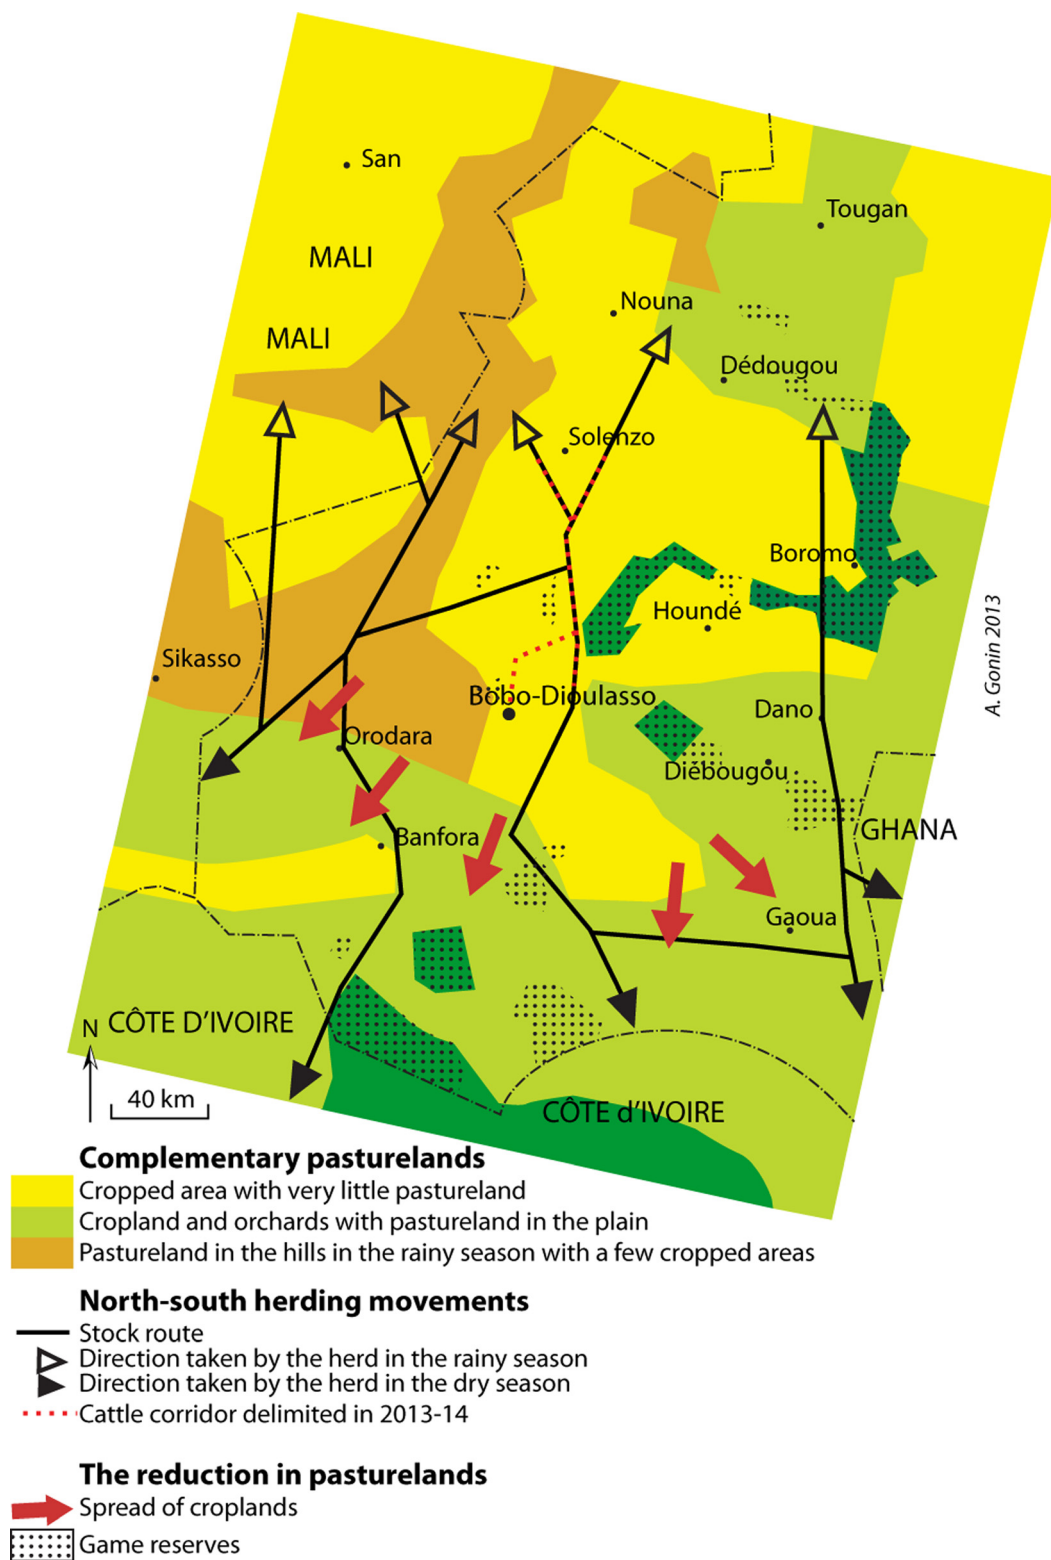 San
Tougan
MALI
Nouna
MALI
Dédougou
Solenzo
Boromo
Houndé
A. Gonin 2013
Sikasso
Bobo-Dioulasso
Dano
Orodara
Diébougou
GHANA
Banfora
Gaoua
N
CÔTE D'IVOIRE
40 km
CÔTE d'IVOIRE
Complementary pasturelands
Cropped area with very little pastureland
Cropland and orchards with pastureland in the plain
Pastureland in the hills in the rainy season with a few cropped areas
North-south herding movements
Stock route
Direction taken by the herd in the rainy season
Direction taken by the herd in the dry season
Cattle corridor delimited in 2013-14
The reduction in pasturelands
Spread of croplands
Game reserves